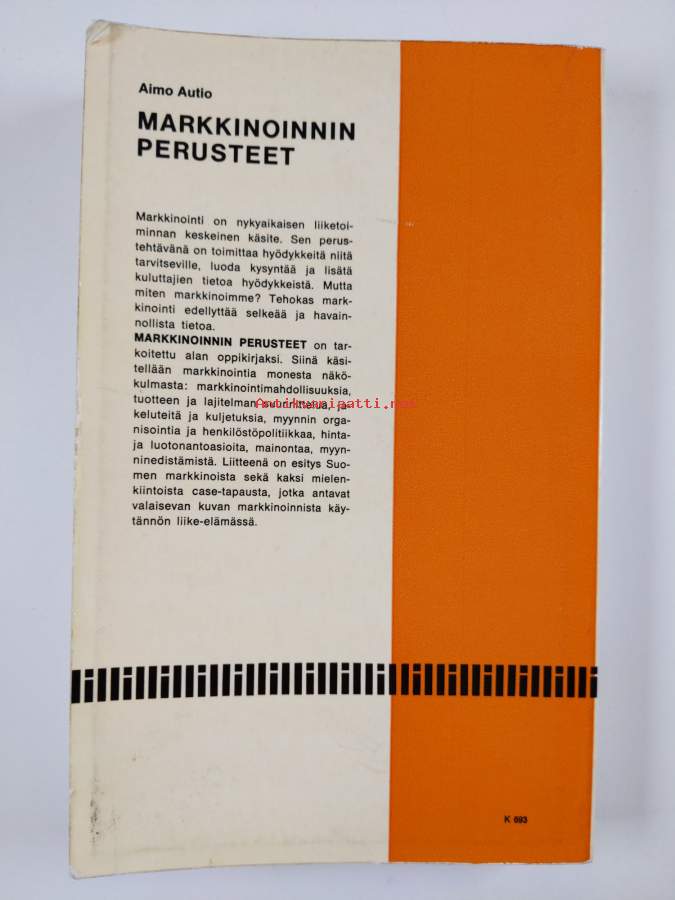 Aimo Autio
MARKKINOINNIN
PERUSTEET
Markkinointi on nykyaikaisen liiketoi-
minnan keskeinen käsite. Sen perus-
tehtävänä on toimittaa hyödykkeitä niitä
tarvitseville, luoda kysyntää ja lisätä
kuluttajien tietoa hyödykkeistä. Mutta
miten markkinoimme? Tehokas mark-
kinointi edellyttää selkeää ja havain-
nollista tietoa.
MARKKINOINNIN PERUSTEET on tar-
koitettu alan oppikirjaksi. Siinä käsi-
tellään markkinointia monesta näkö-
kulmasta: markkinointimahdollisuuksia,
tuotteen ja lajitelman suunnittelua, ja-
Antikvariaatti.net
keluteitä ja kuljetuksia, myynnin orga-
nisointia ja henkilöstöpolitiikkaa, hinta-
ja luotonantoasioita, mainontaa, myyn-
ninedistämistä. Liitteenä on esitys Suo-
men markkinoista sekä kaksi mielen-
kiintoista case-tapausta, jotka antavat
valaisevan kuvan markkinoinnista käy-
tännön liike-elämässä.
K 693